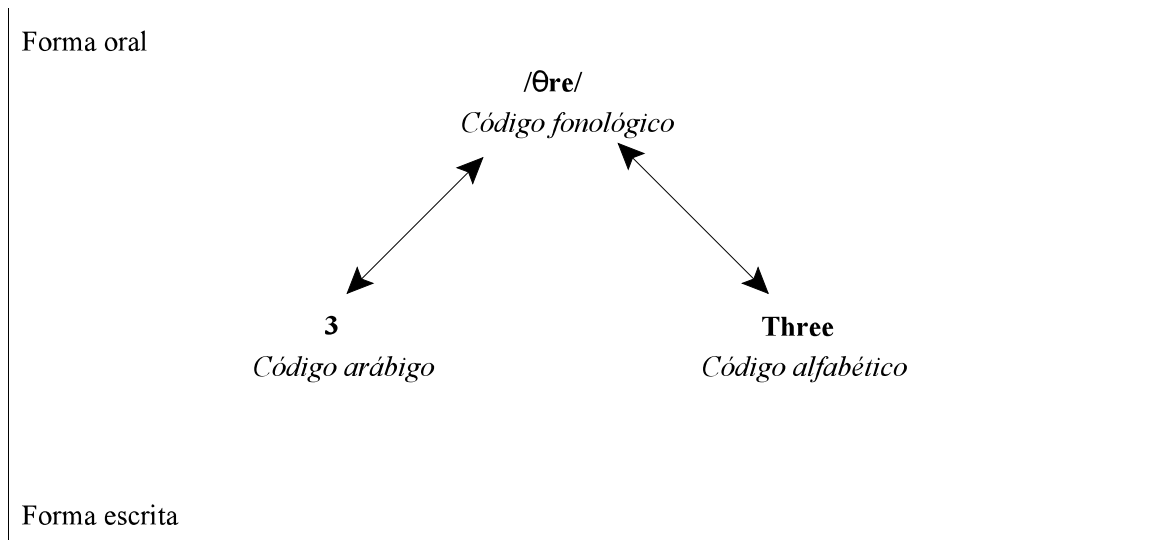 Forma oral
/θre/
Código fonológico
3
Three
Código arábigo
Código alfabético
Forma escrita